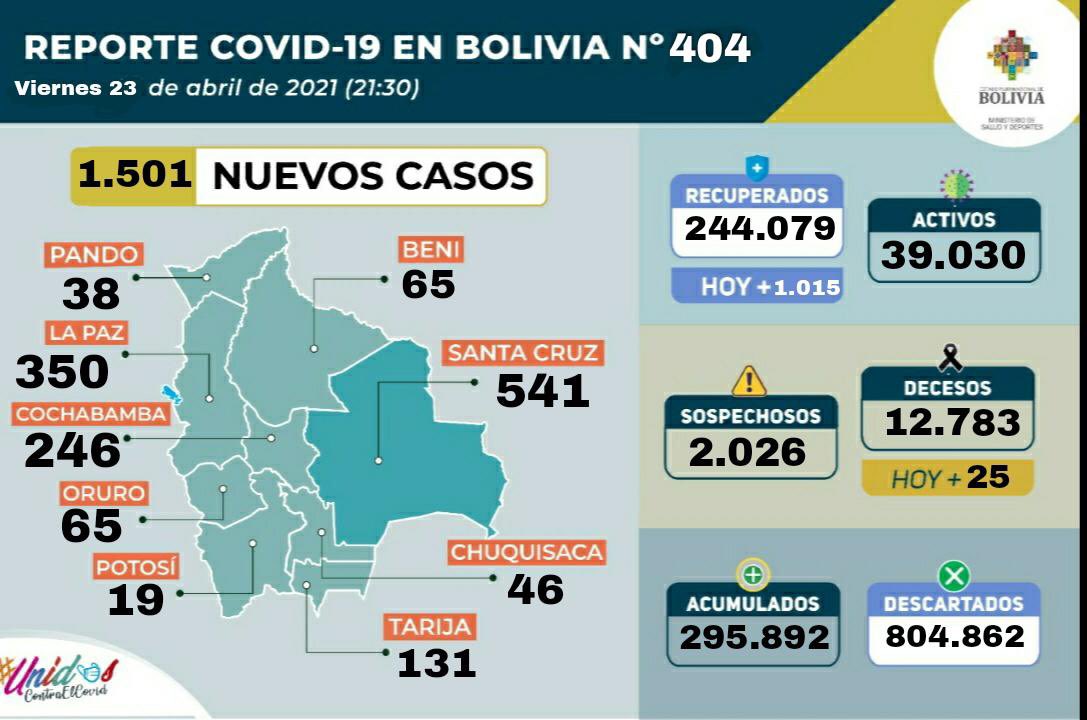 REPORTE COVID-19 EN BOLIVIA N° 404
Viernes 23 de abril de 2021 (21:30)
ESTADO PLURINACIONAL DE
BOLIVIA
MINISTERIO DE
SALUD Y DEPORTES
1.501 NUEVOS CASOS
PANDO
38
BENI
65
LA PAZ
350
SANTA CRUZ
541
COCHABAMBA
246
ORURO
65
POTOSÍ
19
CHUQUISACA
46
TARIJA
131
#Unidos
ContraElCovid
RECUPERADOS
244.079
HOY +1.015
ACTIVOS
39.030
SOSPECHOSOS
2.026
DECESOS
12.783
HOY + 25
ACUMULADOS
295.892
DESCARTADOS
804.862